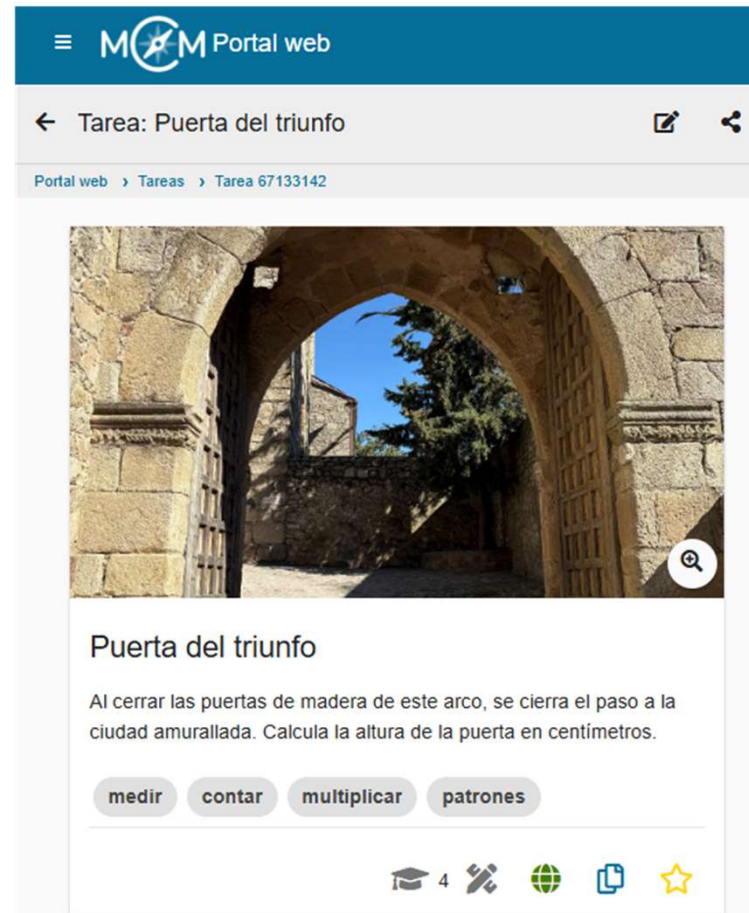 MCM Portal web
Tarea: Puerta del triunfo
Portal web › Tareas › Tarea 67133142
Puerta del triunfo
Al cerrar las puertas de madera de este arco, se cierra el paso a la
ciudad amurallada. Calcula la altura de la puerta en centímetros.
medir contar multiplicar patrones
4